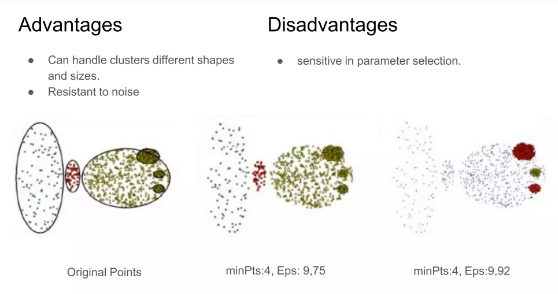 Advantages
Disadvantages
● Can handle clusters different shapes
and sizes.
● Resistant to noise
● sensitive in parameter selection.
Original Points
minPts:4, Eps: 9,75
minPts:4, Eps:9,92